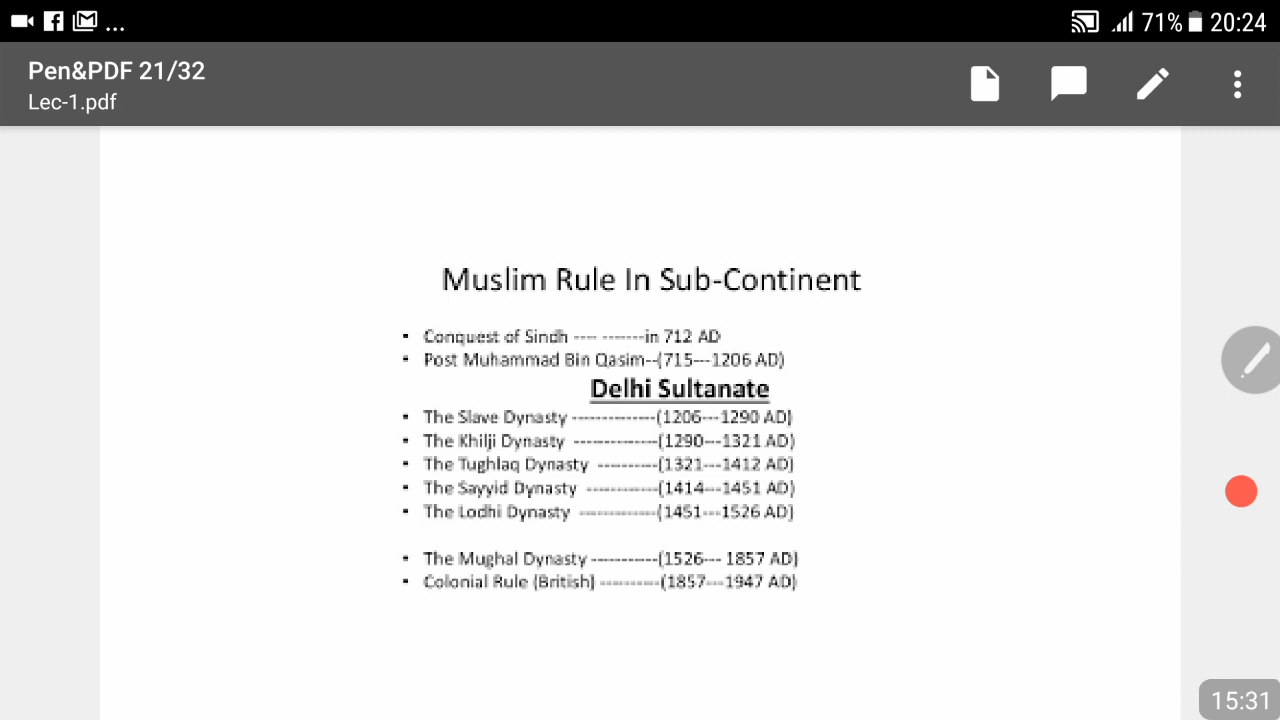 ... 71% 20:24
Pen&PDF 21/32
Lec-1.pdf
Muslim Rule In Sub-Continent
▪ Conquest of Sindh ---- -------in 712 AD
▪ Post Muhammad Bin Qasim--(715---1206 AD)
Delhi Sultanate
▪ The Slave Dynasty --------------(1206---1290 AD)
▪ The Khilji Dynasty --------------(1290---1321 AD)
▪ The Tughlaq Dynasty ----------(1321---1412 AD)
▪ The Sayyid Dynasty ------------(1414---1451 AD)
▪ The Lodhi Dynasty -------------(1451---1526 AD)
▪ The Mughal Dynasty -----------(1526--- 1857 AD)
▪ Colonial Rule (British) ----------(1857---1947 AD)
15:31